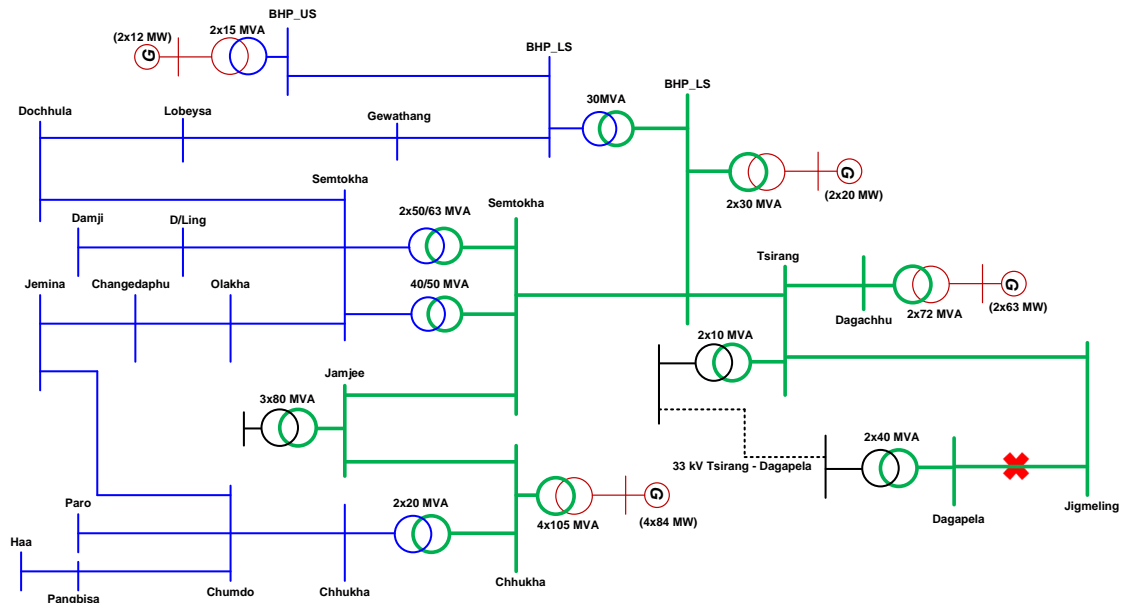 BHP_US
2x15 MVA
(2x12 MW)
G
BHP_LS
BHP_LS
30MVA
Dochhula
Lobeysa
Gewathang
G
2x30 MVA
(2x20 MW)
Semtokha
Semtokha
Damji
D/Ling
2x50/63 MVA
Tsirang
Jemina
Changedaphu
Olakha
40/50 MVA
G
Dagachhu
2x72 MVA
(2x63 MW)
2x10 MVA
Jamjee
3x80 MVA
2x40 MVA
33 kV Tsirang - Dagapela
G
4x105 MVA
(4x84 MW)
Dagapela
Jigmeling
2x20 MVA
Paro
Haa
Pangbisa
Chumdo
Chhukha
Chhukha